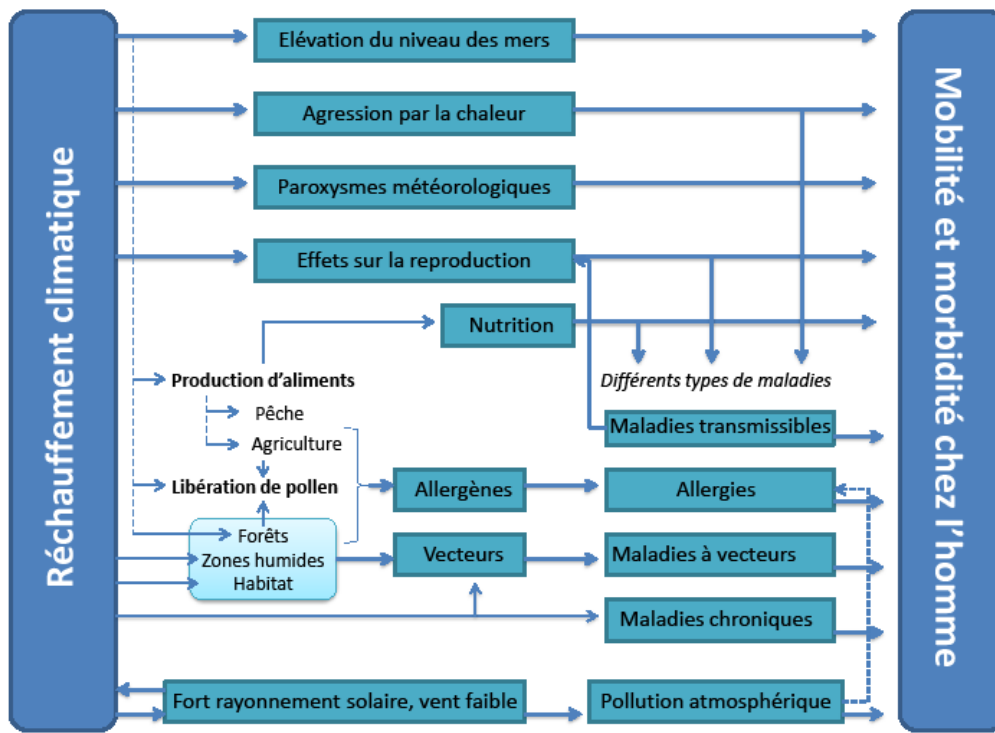 Réchauffement climatique
Elévation du niveau des mers
Agression par la chaleur
Paroxysmes météorologiques
Effets sur la reproduction
Nutrition
Production d’aliments
Différents types de maladies
Pêche
Maladies transmissibles
Agriculture
Libération de pollen
Allergènes
Allergies
Forêts
Zones humides
Habitat
Vecteurs
Maladies à vecteurs
Maladies chroniques
Fort rayonnement solaire, vent faible
Pollution atmosphérique
Mobilité et morbidité chez l’homme